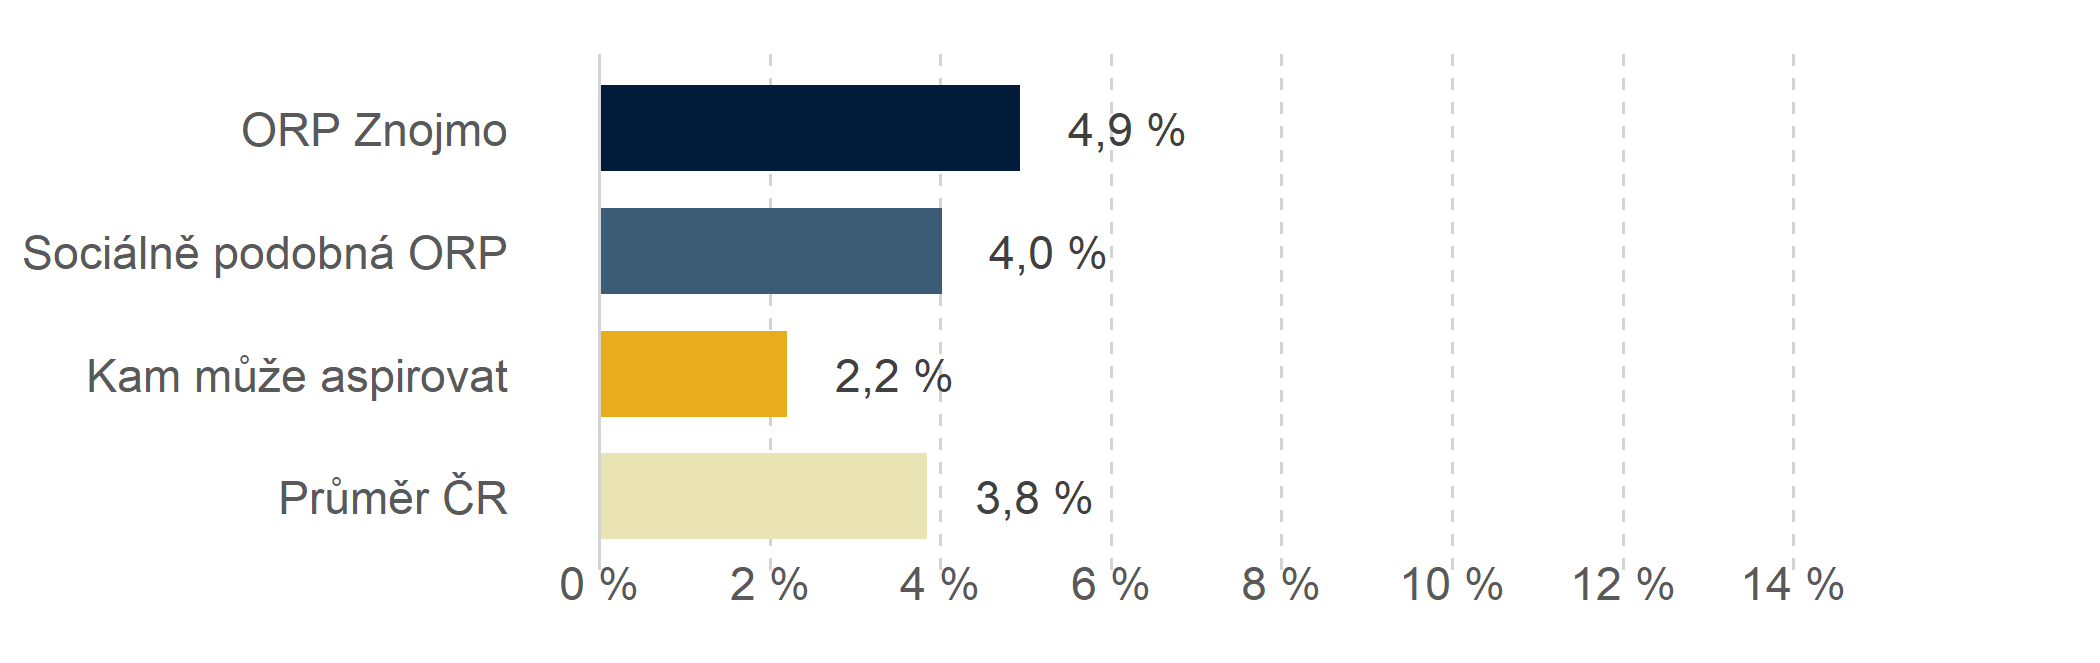 ORP Znojmo 4,9 %
Sociálně podobná ORP 4,0 %
Kam může aspirovat 2,2 %
Průměr ČR 3,8 %
0 % 2 % 4 % 6 % 8 % 10 % 12 % 14 %